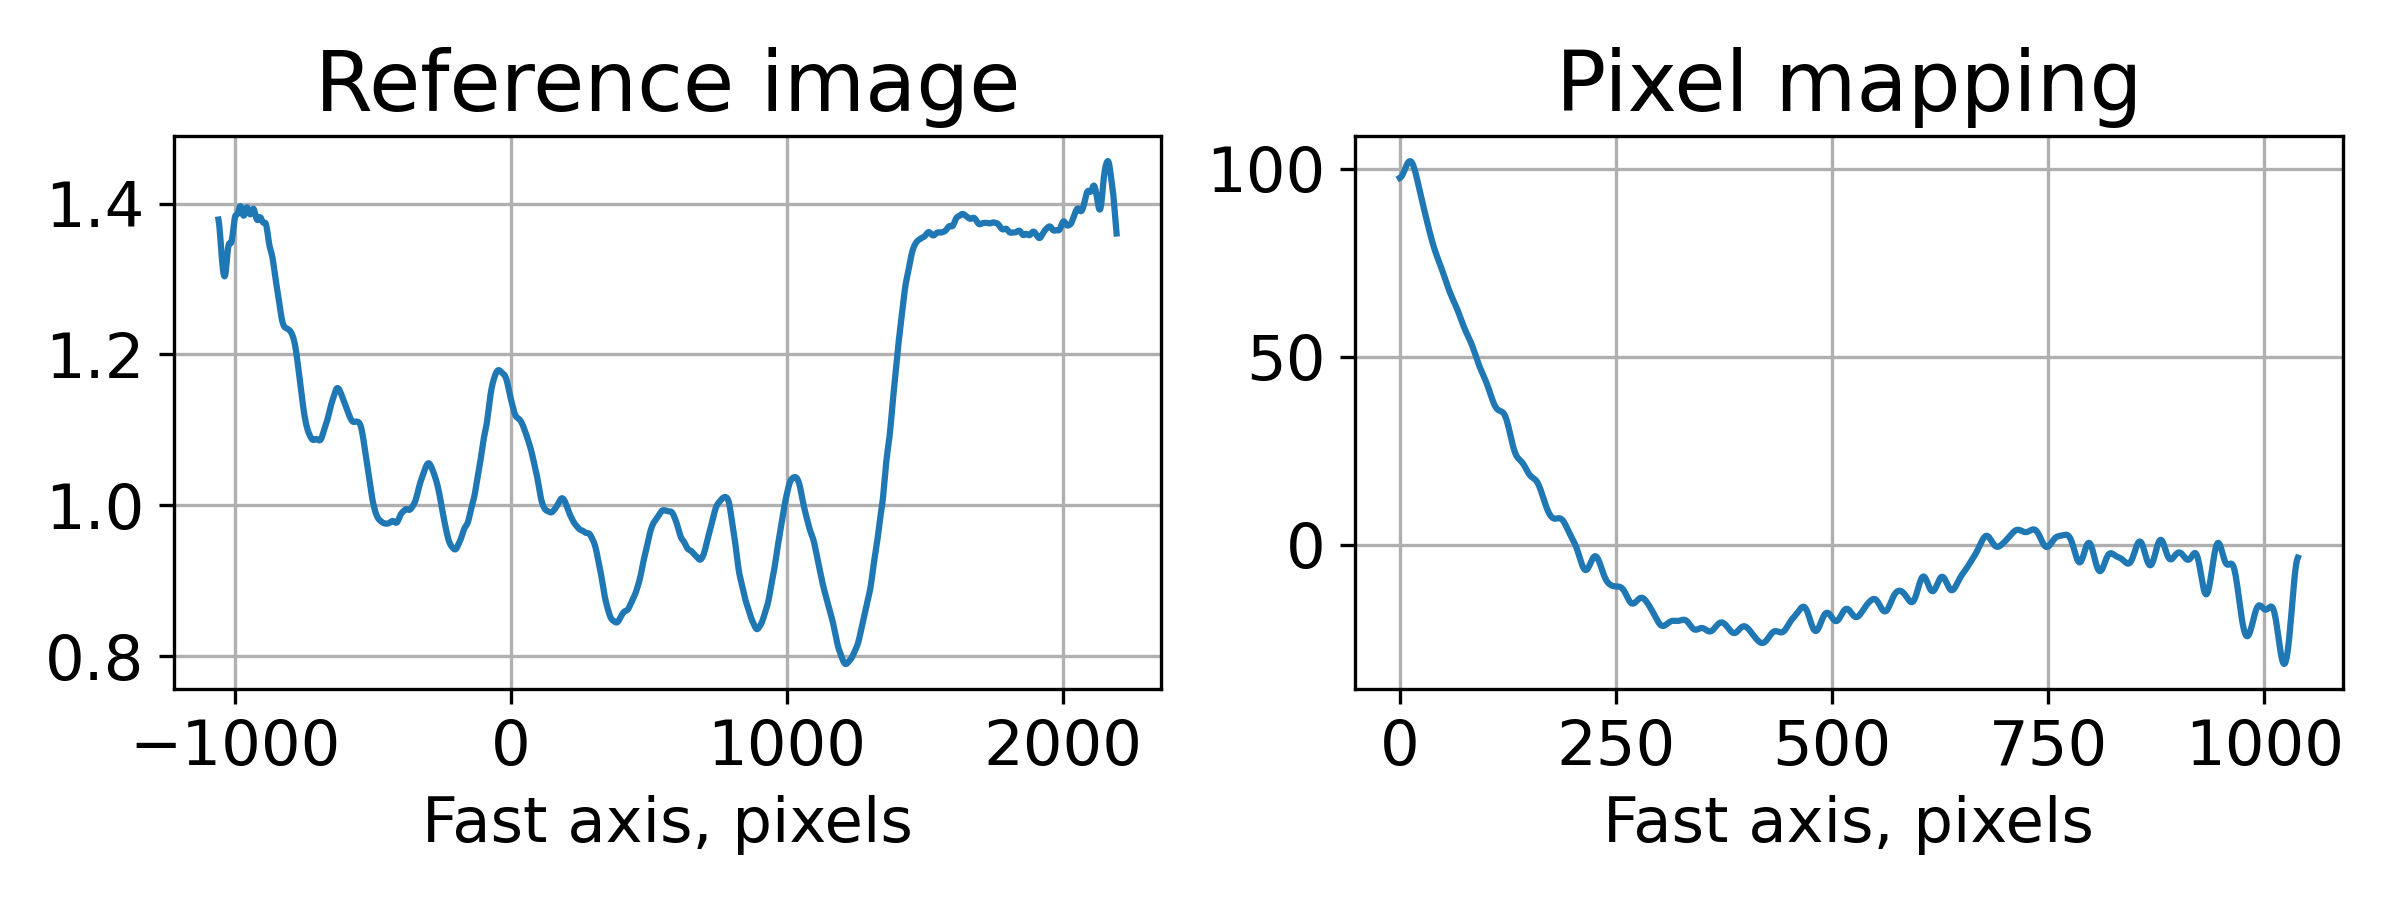 Reference image
1.4
1.2
1.0
0.8
−1000 0 1000 2000
Fast axis, pixels
Pixel mapping
100
50
0
0 250 500 750 1000
Fast axis, pixels